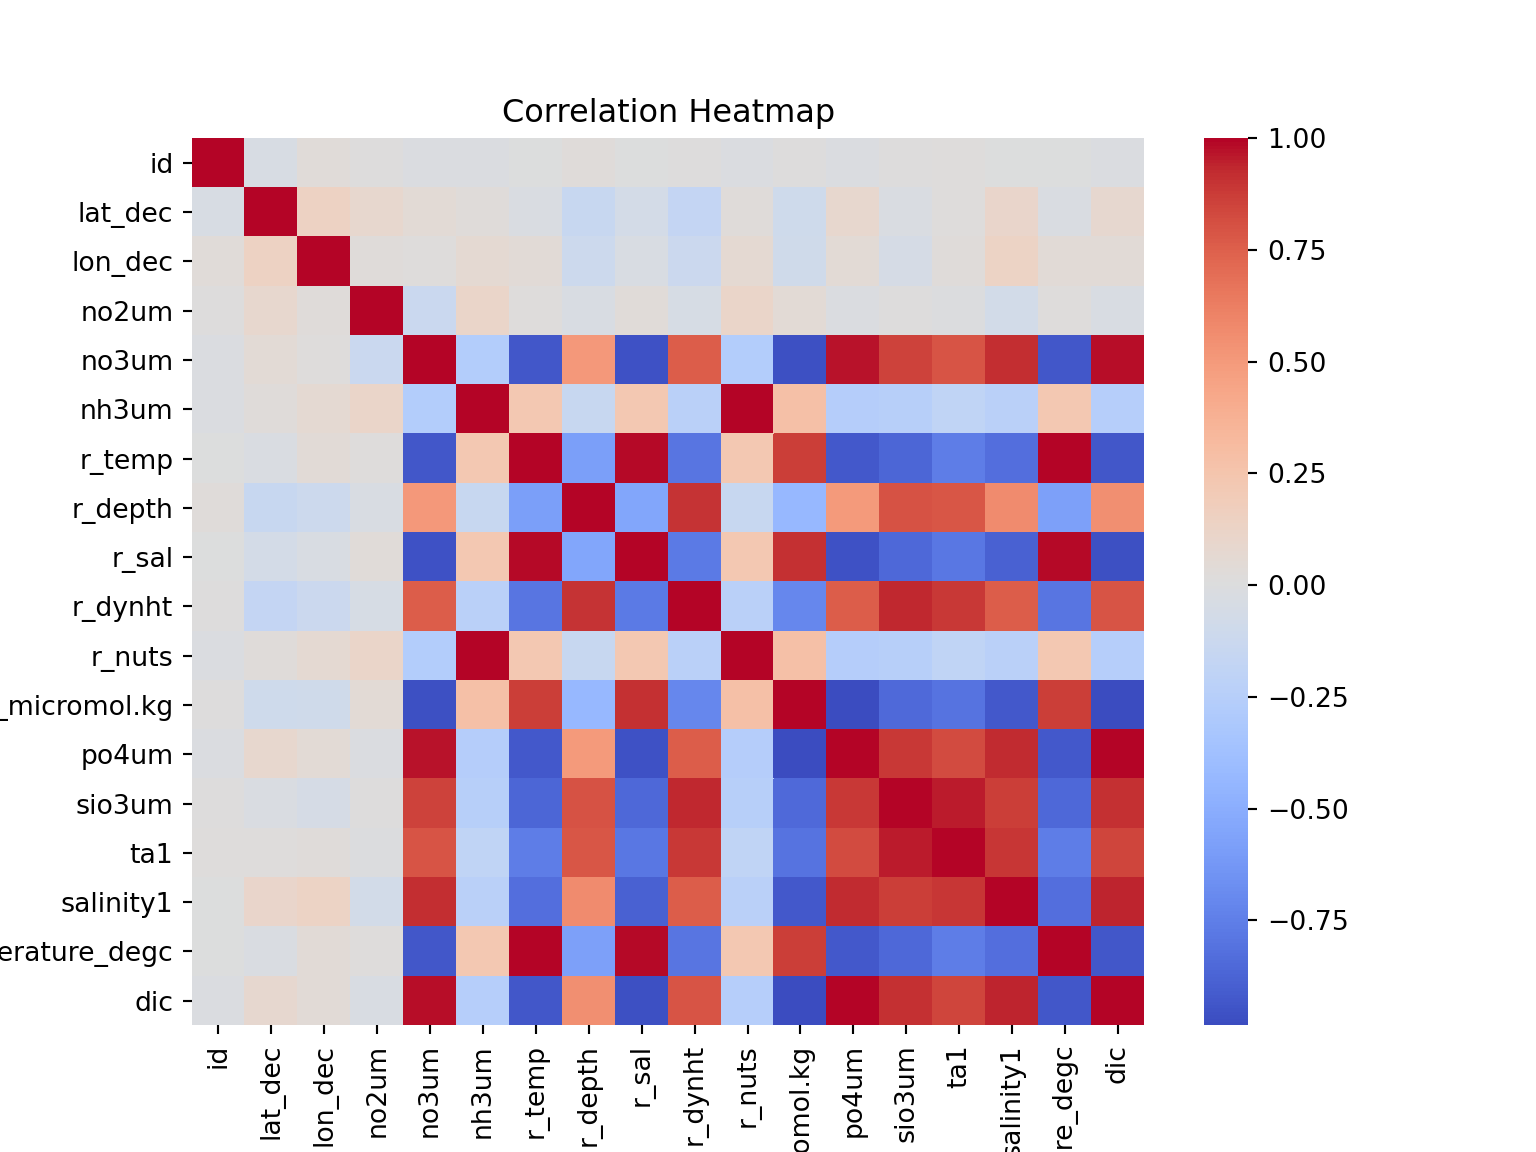 Correlation Heatmap
id
lat_dec
lon_dec
no2um
no3um
nh3um
r_temp
r_depth
r_sal
r_dynht
r_nuts
_micromol.kg
po4um
sio3um
ta1
salinity1
erature_degc
dic
id
lat_dec
lon_dec
no2um
no3um
nh3um
r_temp
r_depth
r_sal
r_dynht
r_nuts
omol.kg
po4um
sio3um
ta1
salinity1
re_degc
dic
1.00
0.75
0.50
0.25
0.00
−0.25
−0.50
−0.75